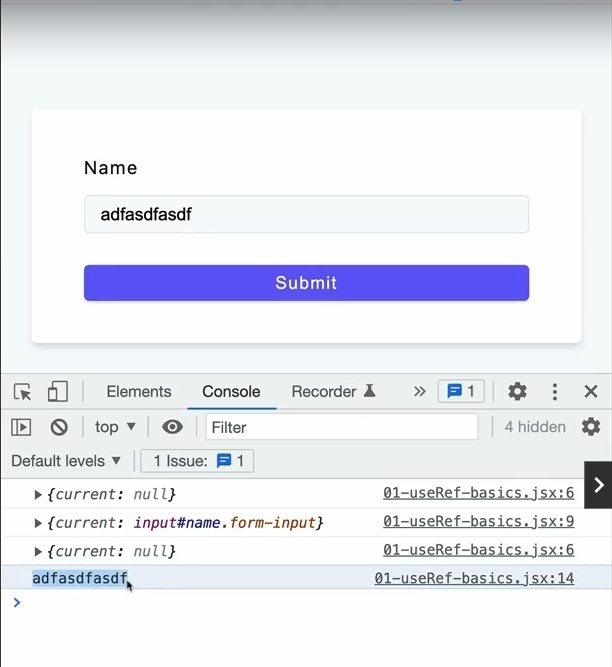 Name
adfasdfasdf
Submit
Elements Console Recorder » 1
top ▼ Filter 4 hidden
Default levels ▼ 1 Issue: 1
▶ {current: null} 01-useRef-basics.jsx:6
▶ {current: input#name.form-input} 01-useRef-basics.jsx:9
▶ {current: null} 01-useRef-basics.jsx:6
adfasdfasdf 01-useRef-basics.jsx:14